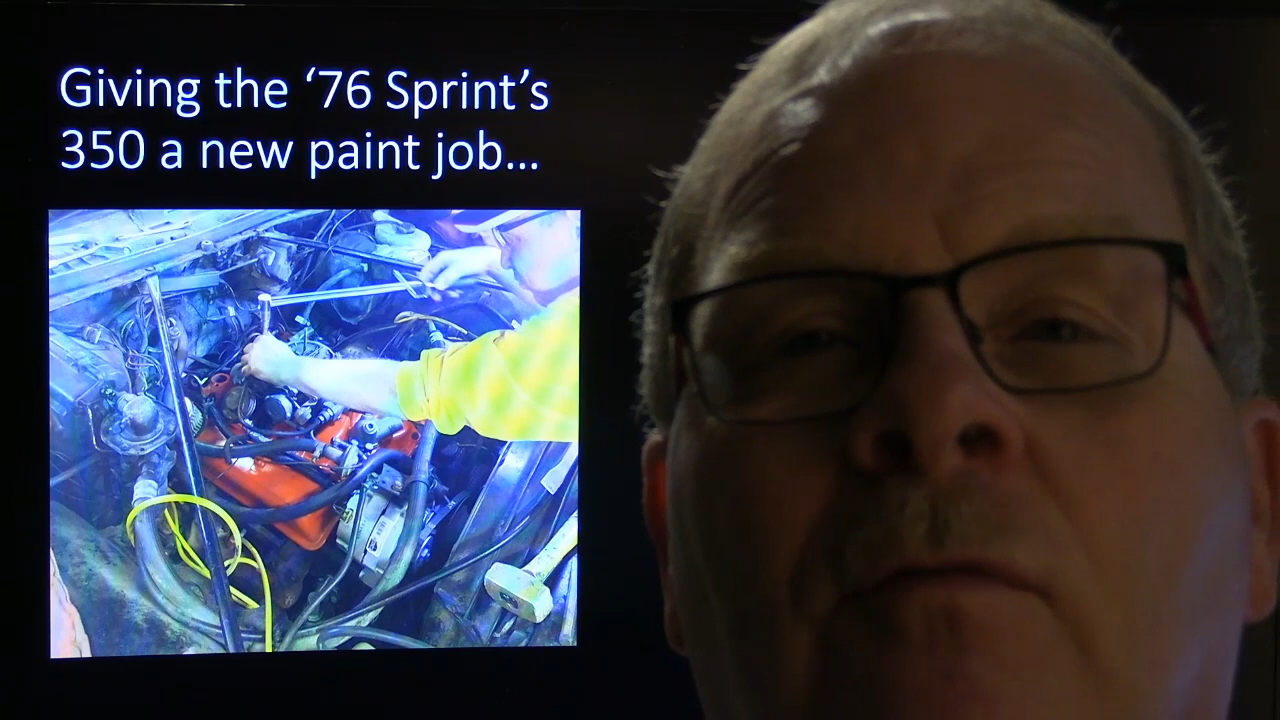 Giving the ‘76 Sprint’s
350 a new paint job…